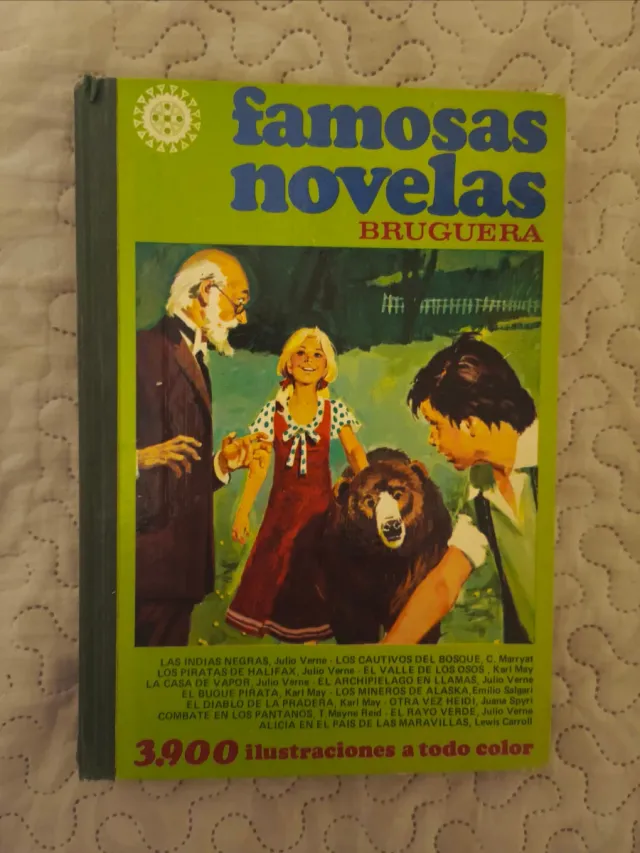 famosas
novelas
BRUGUERA
LAS INDIAS NEGRAS, Julio Verne - LOS CAUTIVOS DEL BOSQUE, C. Marryat
LOS PIRATAS DE HALIFAX, Julio Verne - EL VALLE DE LOS OSOS, Karl May
LA CASA DE VAPOR, Julio Verne - EL ARCHIPIELAGO EN LLAMAS, Julio Verne
EL BUQUE PIRATA, Karl May - LOS MINEROS DE ALASKA, Emilio Salgari
EL DIABLO DE LA PRADERA, Karl May - OTRA VEZ HEIDI, Juana Spyri
COMBATE EN LOS PANTANOS, T. Mayne Reid - EL RAYO VERDE, Julio Verne
ALICIA EN EL PAIS DE LAS MARAVILLAS, Lewis Carroll
3.900 ilustraciones a todo color